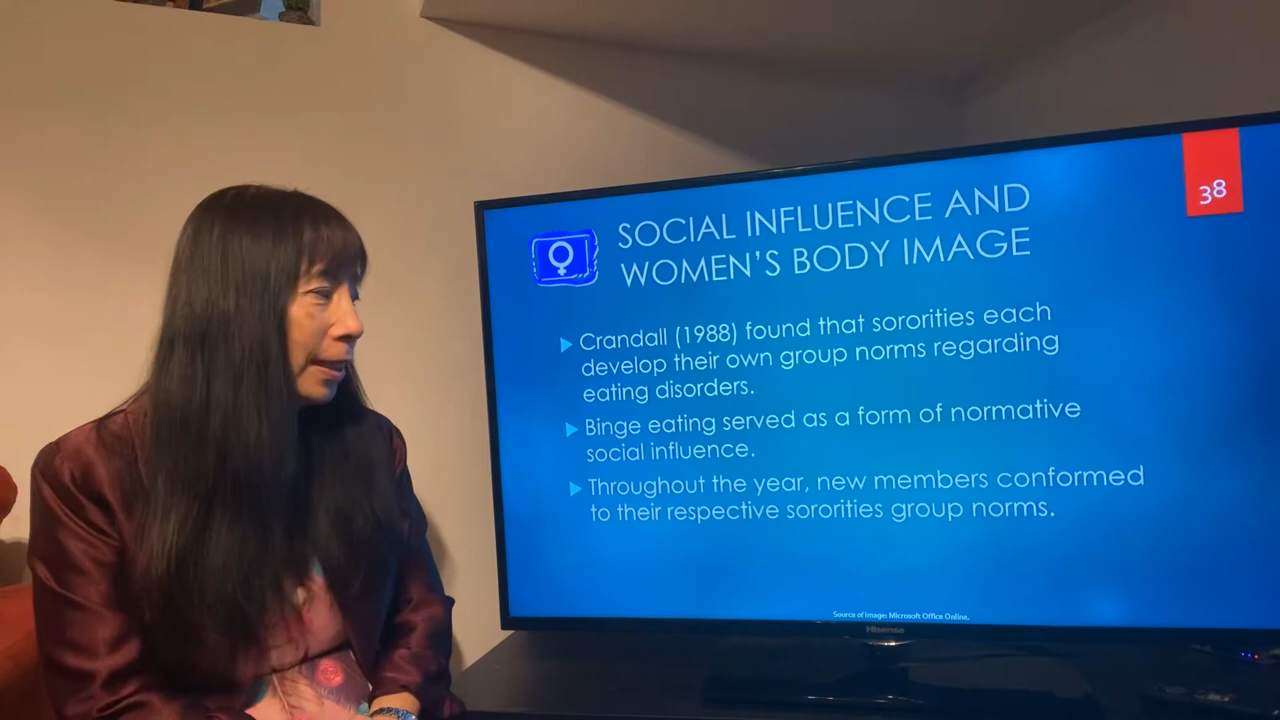 38
SOCIAL INFLUENCE AND
WOMEN'S BODY IMAGE
Crandall (1988) found that sororities each
develop their own group norms regarding
eating disorders.
Binge eating served as a form of normative
social influence.
Throughout the year, new members conformed
to their respective sororities group norms.
Source of Image: Microsoft Office Online.
Hisense